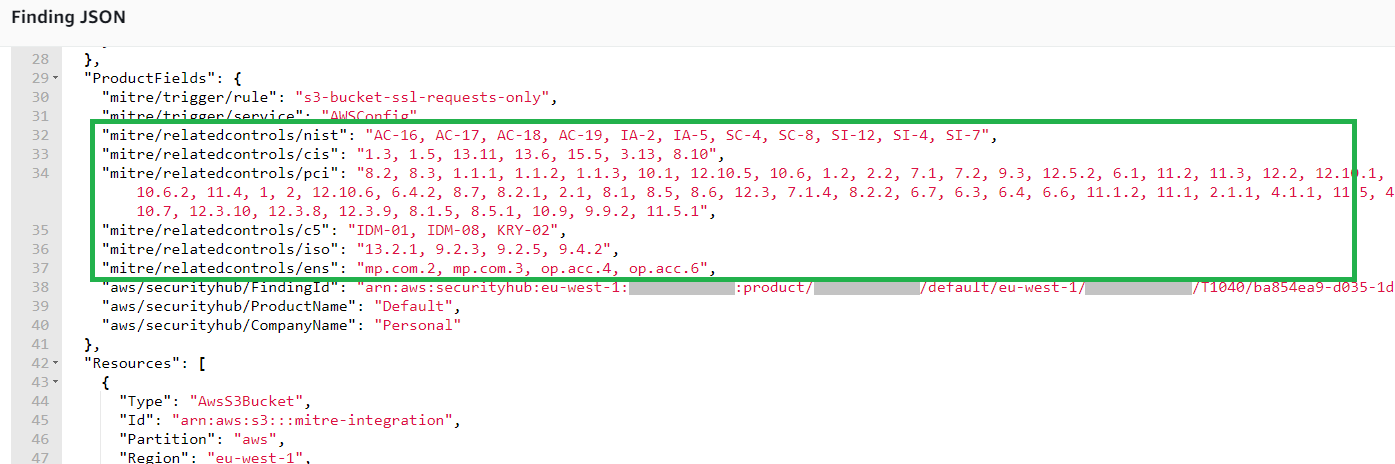 Finding JSON
28 },
29 "ProductFields": {
30 "mitre/trigger/rule": "s3-bucket-ssl-requests-only",
31 "mitre/trigger/service": "AWSConfig"
32 "mitre/relatedcontrols/nist": "AC-16, AC-17, AC-18, AC-19, IA-2, IA-5, SC-4, SC-8, SI-12, SI-4, SI-7",
33 "mitre/relatedcontrols/cis": "1.3, 1.5, 13.11, 13.6, 15.5, 3.13, 8.10",
34 "mitre/relatedcontrols/pci": "8.2, 8.3, 1.1.1, 1.1.2, 1.1.3, 10.1, 12.10.5, 10.6, 1.2, 2.2, 7.1, 7.2, 9.3, 12.5.2, 6.1, 11.2, 11.3, 12.2, 12.10.1,
10.6.2, 11.4, 1, 2, 12.10.6, 6.4.2, 8.7, 8.2.1, 2.1, 8.1, 8.5, 8.6, 12.3, 7.1.4, 8.2.2, 6.7, 6.3, 6.4, 6.6, 11.1.2, 11.1, 2.1.1, 4.1.1, 11.5, 4
10.7, 12.3.10, 12.3.8, 12.3.9, 8.1.5, 8.5.1, 10.9, 9.9.2, 11.5.1",
35 "mitre/relatedcontrols/c5": "IDM-01, IDM-08, KRY-02",
36 "mitre/relatedcontrols/iso": "13.2.1, 9.2.3, 9.2.5, 9.4.2",
37 "mitre/relatedcontrols/ens": "mp.com.2, mp.com.3, op.acc.4, op.acc.6",
38 "aws/securityhub/FindingId": "arn:aws:securityhub:eu-west-1: :product/ /default/eu-west-1/ /T1040/ba854ea9-d035-1d
39 "aws/securityhub/ProductName": "Default",
40 "aws/securityhub/CompanyName": "Personal"
41 },
42 "Resources": [
43 {
44 "Type": "AwsS3Bucket",
45 "Id": "arn:aws:s3:::mitre-integration",
46 "Partition": "aws",
47 "Region": "eu-west-1",